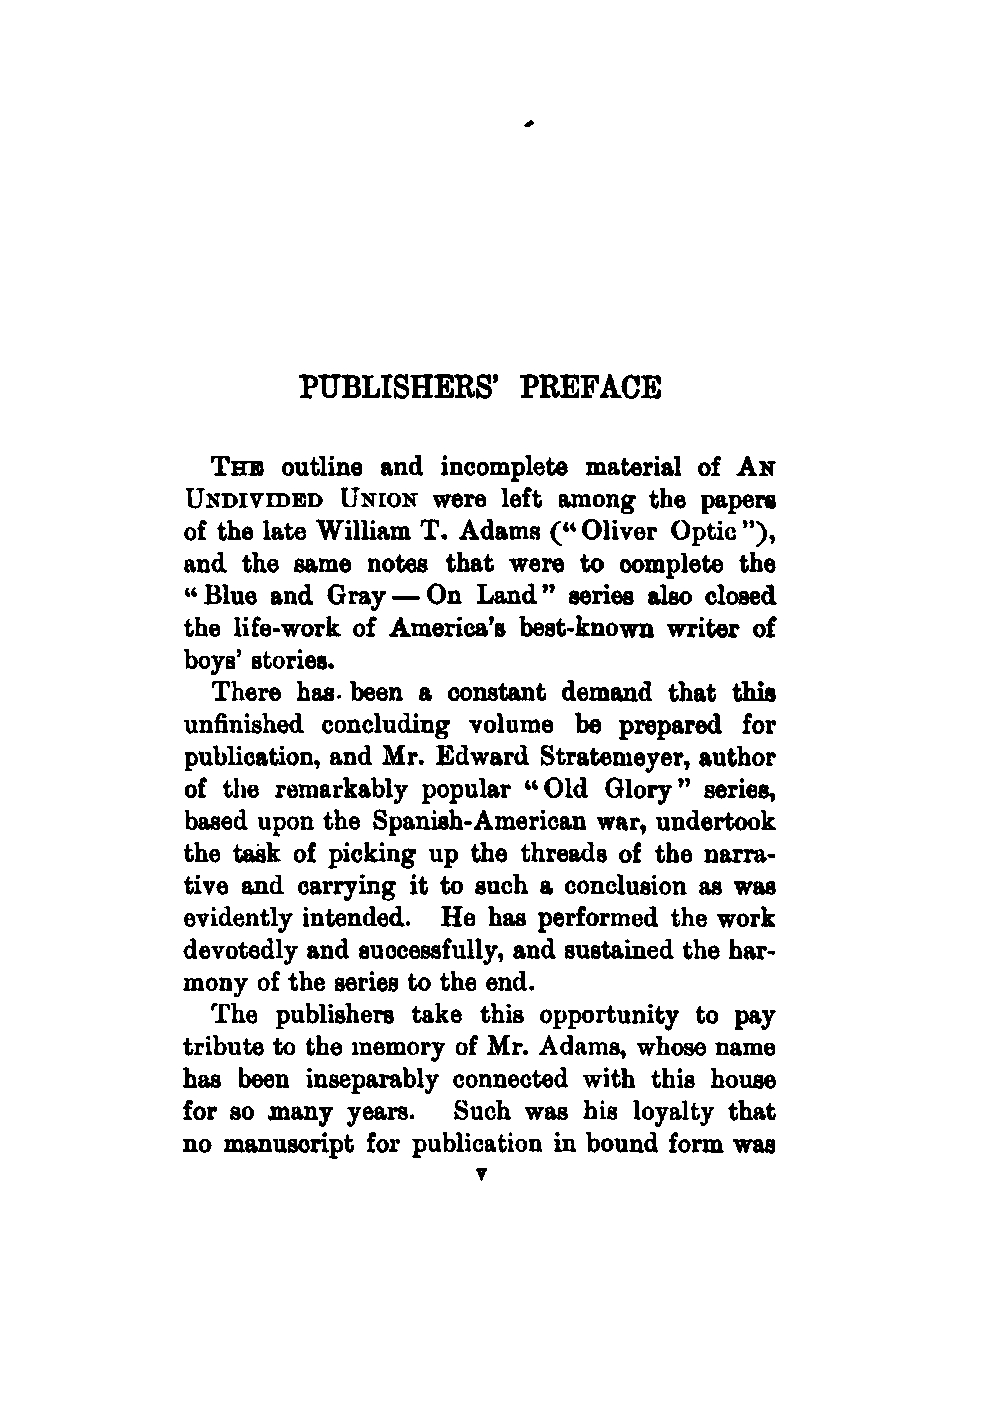 PUBLISHERS' PREFACE
THE outline and incomplete material of AN
UNDIVIDED UNION were left among the papers
of the late William T. Adams (“Oliver Optic”),
and the same notes that were to complete the
“Blue and Gray — On Land” series also closed
the life-work of America's best-known writer of
boys' stories.
There has been a constant demand that this
unfinished concluding volume be prepared for
publication, and Mr. Edward Stratemeyer, author
of the remarkably popular “Old Glory” series,
based upon the Spanish-American war, undertook
the task of picking up the threads of the narra-
tive and carrying it to such a conclusion as was
evidently intended. He has performed the work
devotedly and successfully, and sustained the har-
mony of the series to the end.
The publishers take this opportunity to pay
tribute to the memory of Mr. Adams, whose name
has been inseparably connected with this house
for so many years. Such was his loyalty that
no manuscript for publication in bound form was
v